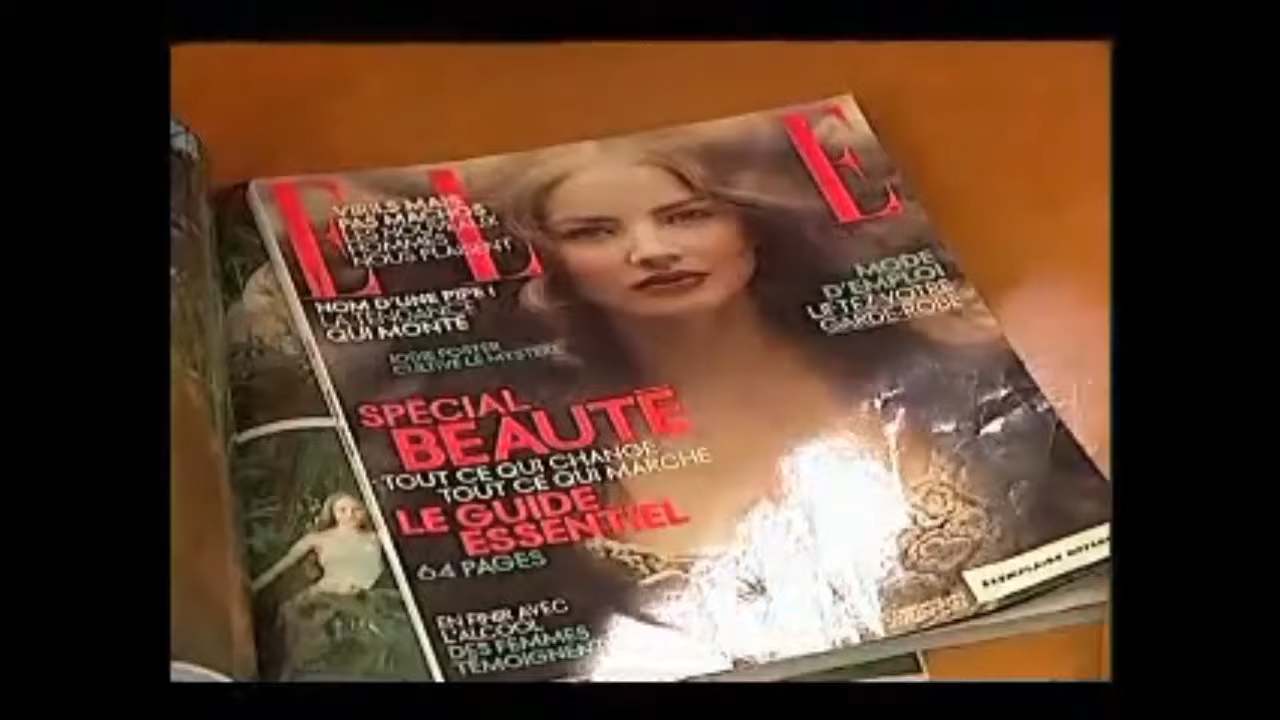 ELLE
VIRILS MAIS
PAS MACHOS
LES NOUVEAUX
HOMMES
NOUS PLAISENT
NOM D'UNE PIPE !
LA TENDANCE
QUI MONTE
JODIE FOSTER
CULTIVE LE MYSTÈRE
MODE
D'EMPLOI
VOTRE
GARDE-ROBE
SPÉCIAL
BEAUTÉ
TOUT CE QUI CHANGE
TOUT CE QUI MARCHE
LE GUIDE
ESSENTIEL
64 PAGES
EN FINIR AVEC
L'ALCOOL
DES FEMMES
TÉMOIGNENT
EXEMPLAIRE